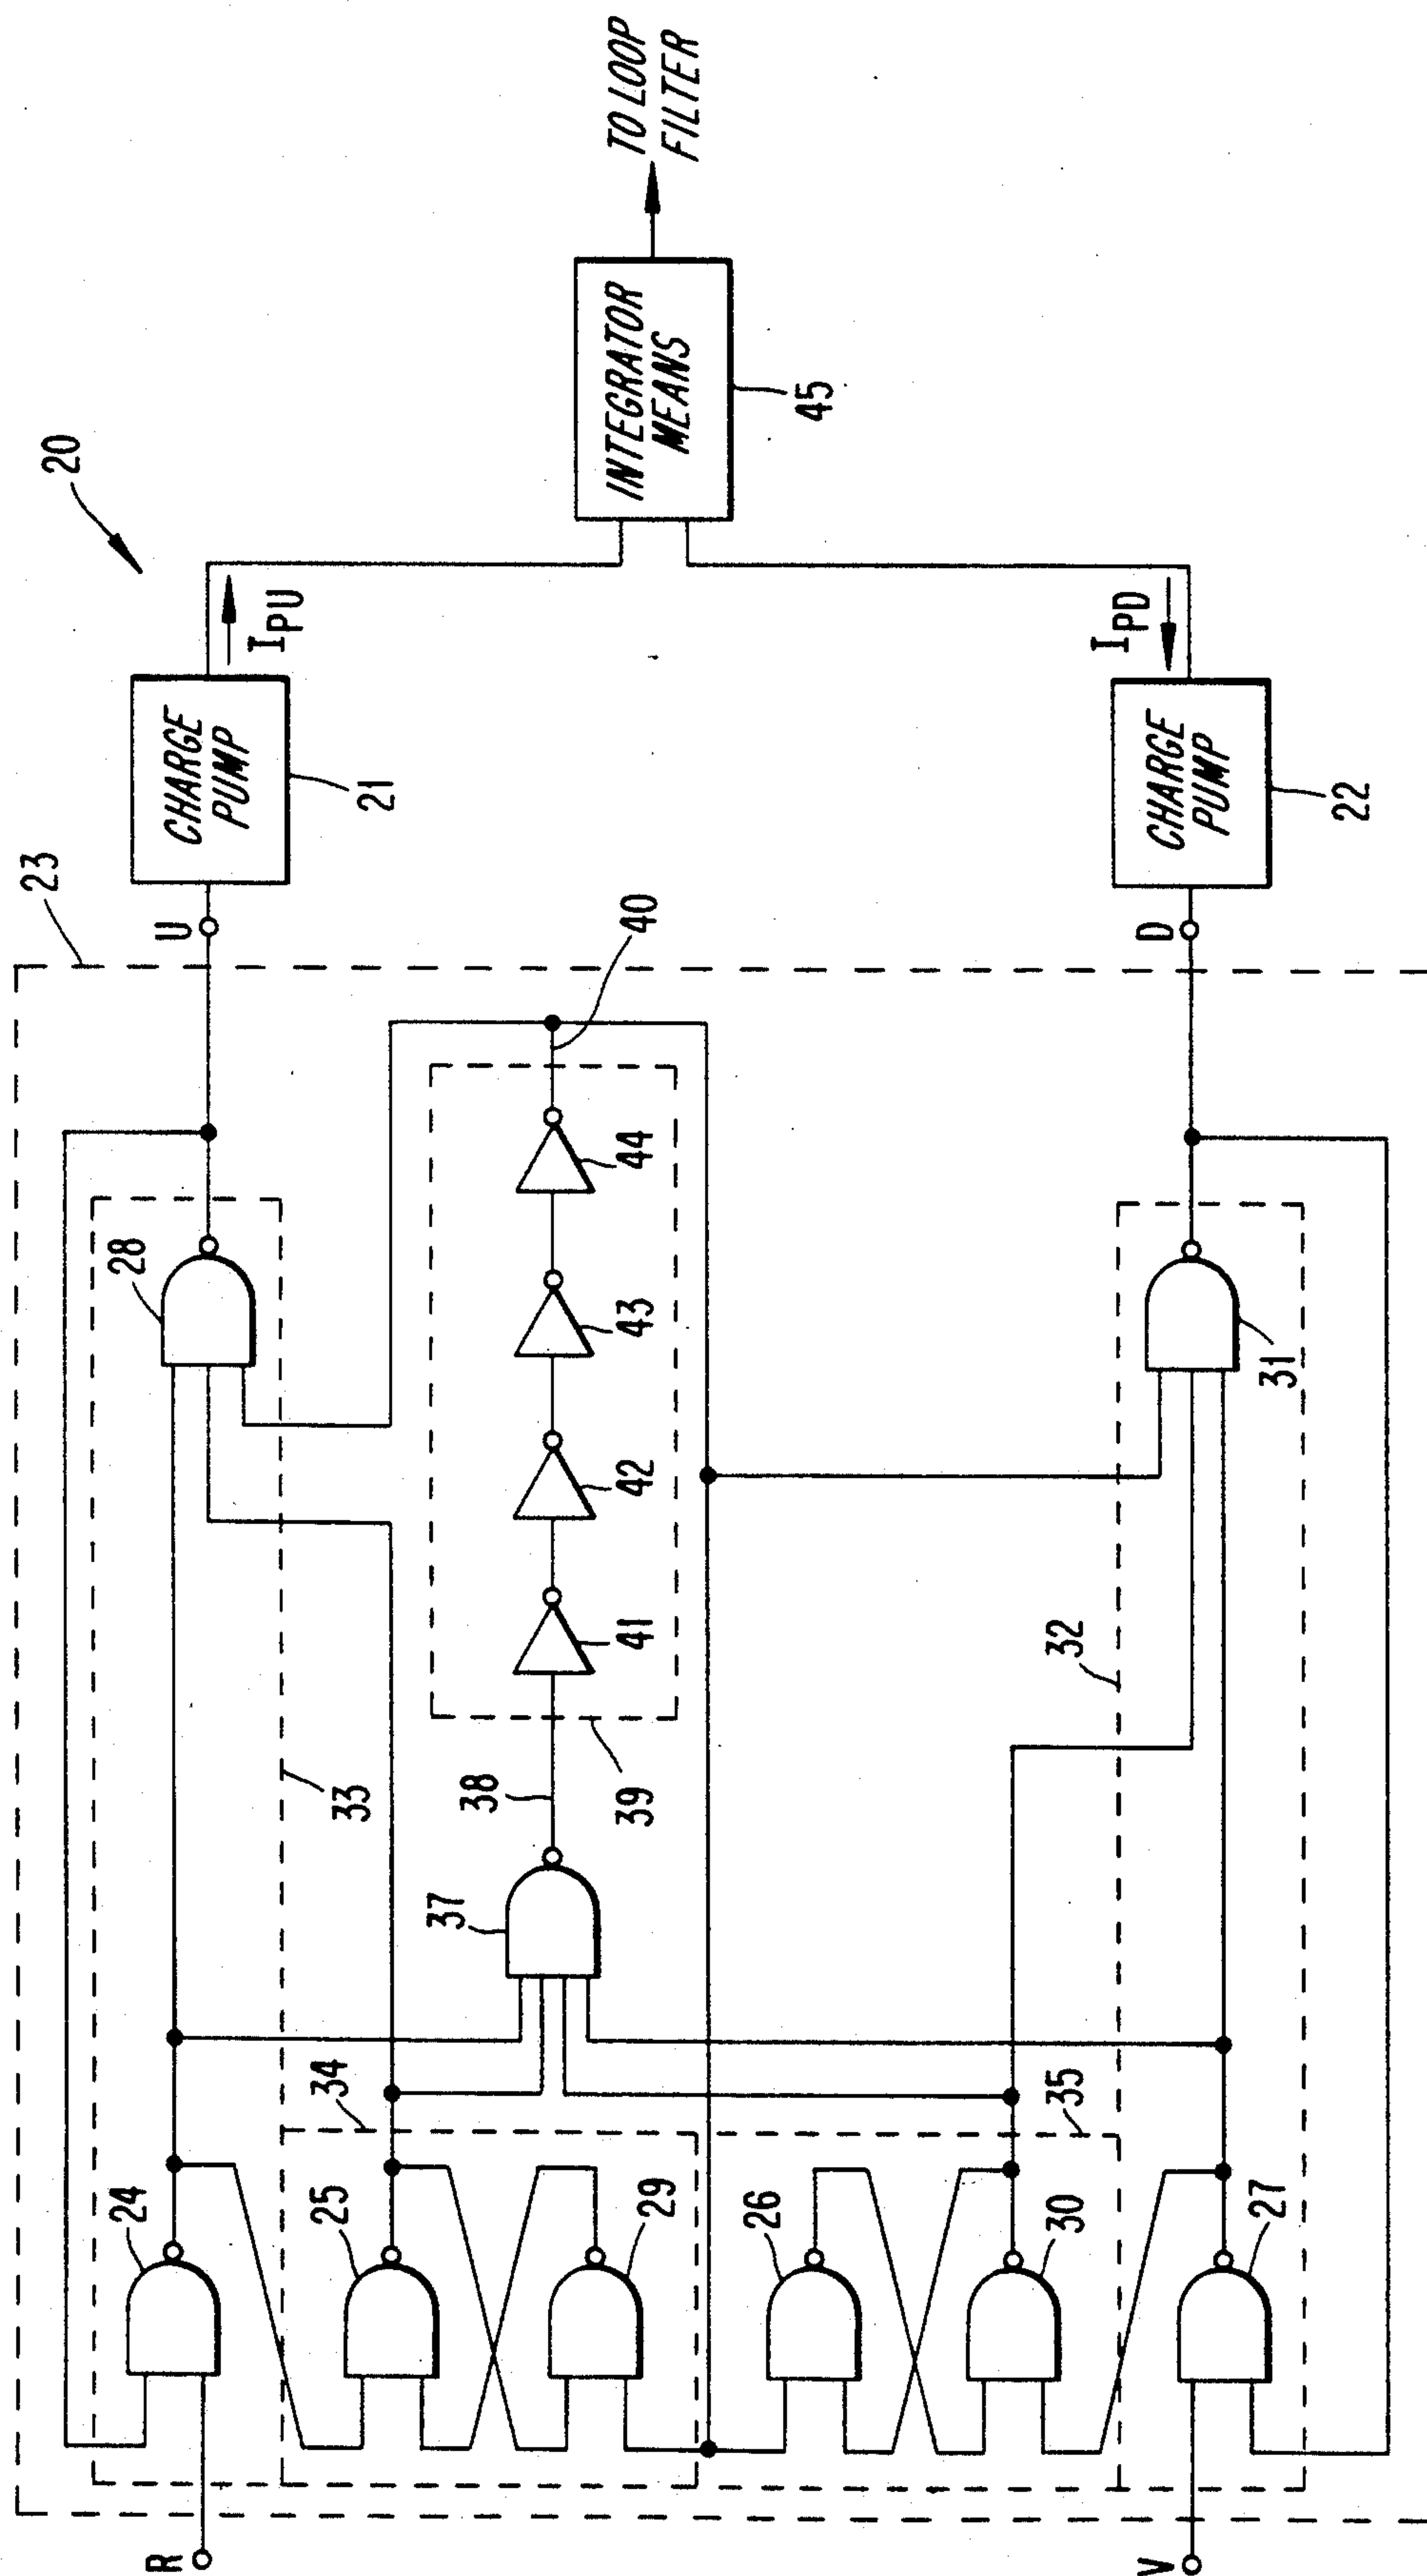 20
23
R
24
28
U
CHARGE
PUMP
21
I_PU
33
34
25
29
37
38
39
41
42
43
44
40
INTEGRATOR
MEANS
45
TO LOOP
FILTER
26
30
35
32
V
27
31
D
CHARGE
PUMP
22
I_PD